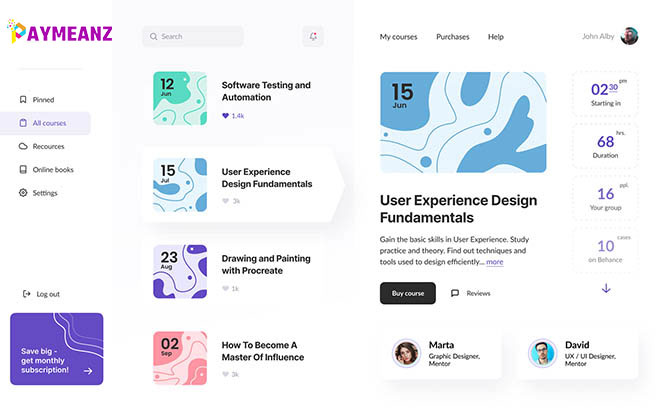 PAYMEANZ
Pinned
All courses
Recources
Online books
Settings
Log out
Save big -
get monthly
subscription!
Search
12
Jun
Software Testing and
Automation
1.4k
15
Jul
User Experience
Design Fundamentals
3k
23
Aug
Drawing and Painting
with Procreate
1k
02
Sep
How To Become A
Master Of Influence
3k
My courses
Purchases
Help
John Alby
15
Jun
User Experience Design
Fundamentals
Gain the basic skills in User Experience. Study
practice and theory. Find out techniques and
tools used to design efficiently... more
Buy course
Reviews
02 30 pm
Starting in
68 hrs.
Duration
16 ppl.
Your group
10 cases
on Behance
Marta
Graphic Designer,
Mentor
David
UX / UI Designer,
Mentor